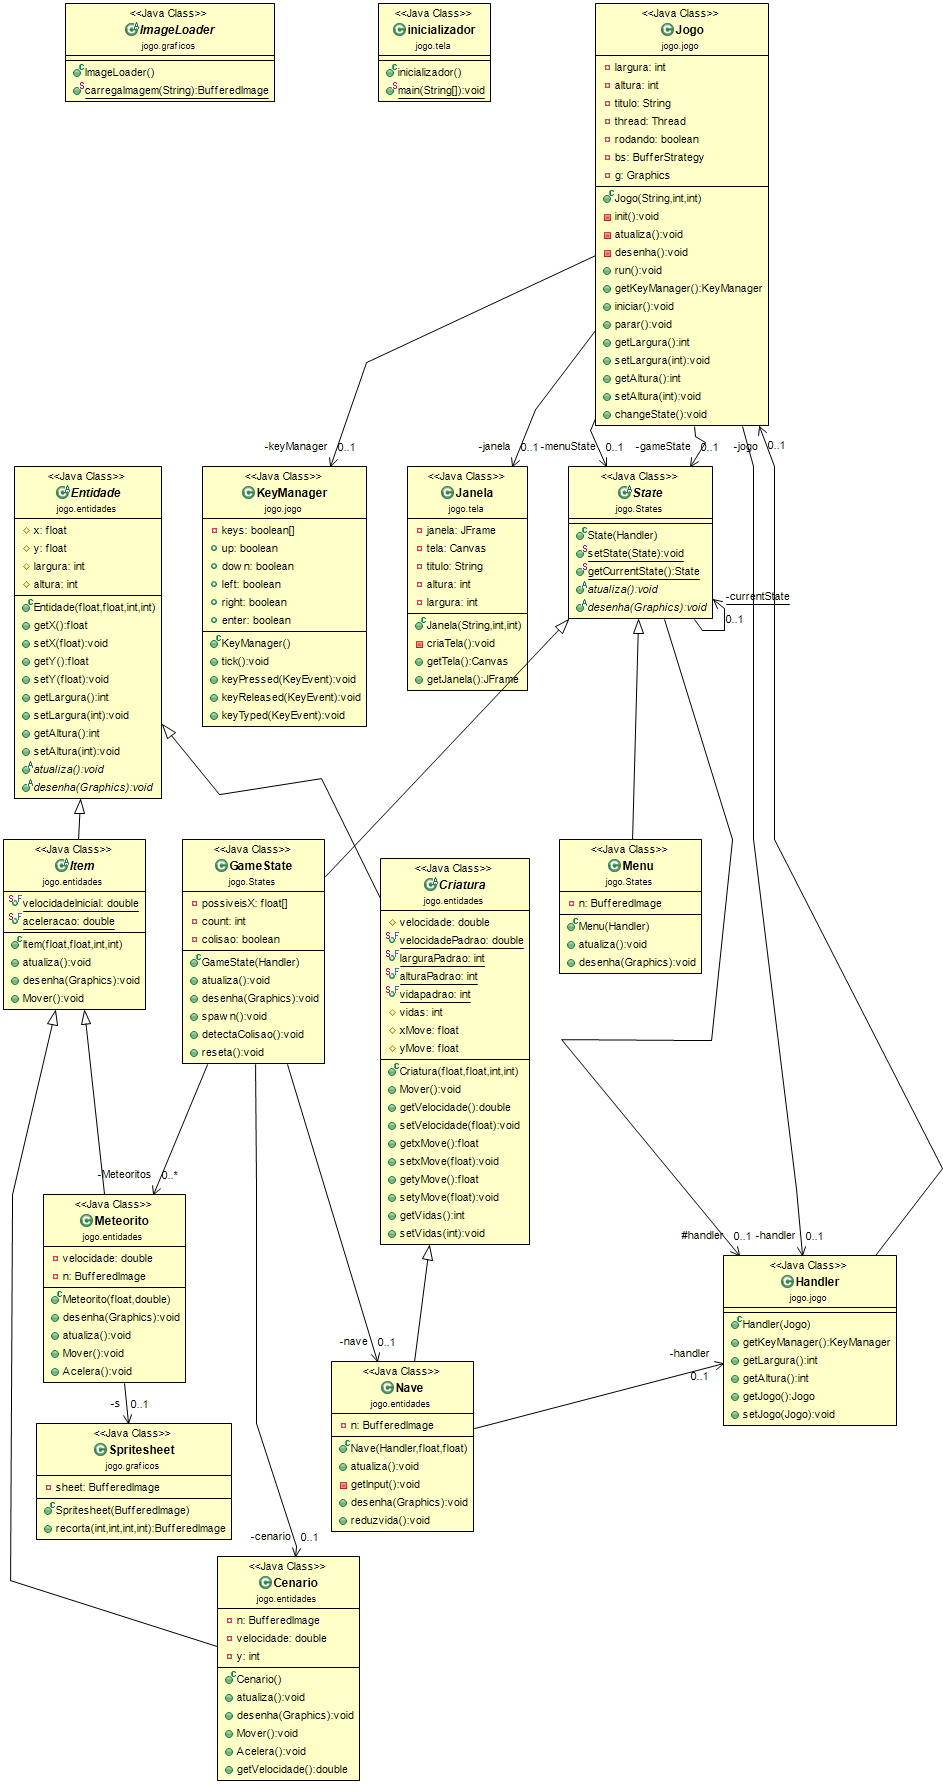 <<Java Class>>
ImageLoader
jogo.graficos
ImageLoader()
carregaImagem(String):BufferedImage
<<Java Class>>
inicializador
jogo.tela
inicializador()
main(String[]):void
<<Java Class>>
Jogo
jogo.jogo
largura: int
altura: int
titulo: String
thread: Thread
rodando: boolean
bs: BufferStrategy
g: Graphics
Jogo(String,int,int)
init():void
atualiza():void
desenha():void
run():void
getKeyManager():KeyManager
iniciar():void
parar():void
getLargura():int
setLargura(int):void
getAltura():int
setAltura(int):void
changeState():void
-keyManager 0..1
-janela 0..1
-menuState 0..1
-gameState 0..1
-jogo 0..1
<<Java Class>>
Entidade
jogo.entidades
x: float
y: float
largura: int
altura: int
Entidade(float,float,int,int)
getX():float
setX(float):void
getY():float
setY(float):void
getLargura():int
setLargura(int):void
getAltura():int
setAltura(int):void
atualiza():void
desenha(Graphics):void
<<Java Class>>
KeyManager
jogo.jogo
keys: boolean[]
up: boolean
down: boolean
left: boolean
right: boolean
enter: boolean
KeyManager()
tick():void
keyPressed(KeyEvent):void
keyReleased(KeyEvent):void
keyTyped(KeyEvent):void
<<Java Class>>
Janela
jogo.tela
janela: JFrame
tela: Canvas
titulo: String
altura: int
largura: int
Janela(String,int,int)
criaTela():void
getTela():Canvas
getJanela():JFrame
<<Java Class>>
State
jogo.States
State(Handler)
setState(State):void
getCurrentState():State
atualiza():void
desenha(Graphics):void
-currentState
0..1
<<Java Class>>
Item
jogo.entidades
velocidadeInicial: double
aceleracao: double
Item(float,float,int,int)
atualiza():void
desenha(Graphics):void
Mover():void
<<Java Class>>
GameState
jogo.States
possiveisX: float[]
count: int
colisao: boolean
GameState(Handler)
atualiza():void
desenha(Graphics):void
spawn():void
detectaColisao():void
reseta():void
<<Java Class>>
Criatura
jogo.entidades
velocidade: double
velocidadePadrao: double
larguraPadrao: int
alturaPadrao: int
vidapadrao: int
vidas: int
xMove: float
yMove: float
Criatura(float,float,int,int)
Mover():void
getVelocidade():double
setVelocidade(float):void
getxMove():float
setxMove(float):void
getyMove():float
setyMove(float):void
getVidas():int
setVidas(int):void
<<Java Class>>
Menu
jogo.States
n: BufferedImage
Menu(Handler)
atualiza():void
desenha(Graphics):void
-Meteoritos 0..*
<<Java Class>>
Meteorito
jogo.entidades
velocidade: double
n: BufferedImage
Meteorito(float,double)
desenha(Graphics):void
atualiza():void
Mover():void
Acelera():void
#handler 0..1
-handler 0..1
<<Java Class>>
Handler
jogo.jogo
Handler(Jogo)
getKeyManager():KeyManager
getLargura():int
getAltura():int
getJogo():Jogo
setJogo(Jogo):void
-nave 0..1
-handler
0..1
<<Java Class>>
Nave
jogo.entidades
n: BufferedImage
Nave(Handler,float,float)
atualiza():void
getInput():void
desenha(Graphics):void
reduzvida():void
-s 0..1
<<Java Class>>
Spritesheet
jogo.graficos
sheet: BufferedImage
Spritesheet(BufferedImage)
recorta(int,int,int,int):BufferedImage
-cenario 0..1
<<Java Class>>
Cenario
jogo.entidades
n: BufferedImage
velocidade: double
y: int
Cenario()
atualiza():void
desenha(Graphics):void
Mover():void
Acelera():void
getVelocidade():double